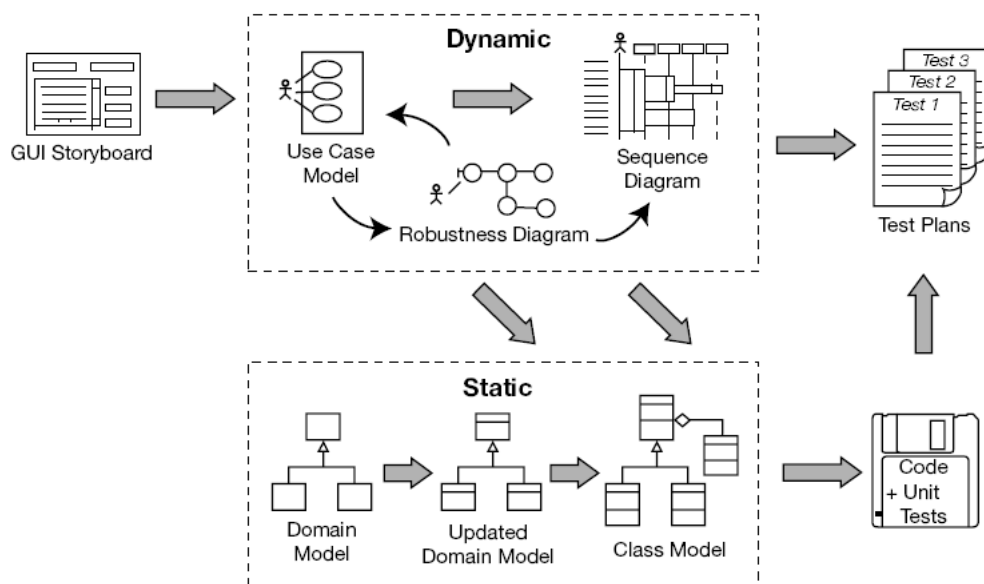 Dynamic
GUI Storyboard
Use Case
Model
Robustness Diagram
Sequence
Diagram
Test 3
Test 2
Test 1
Test Plans
Static
Domain
Model
Updated
Domain Model
Class Model
Code
+ Unit
Tests